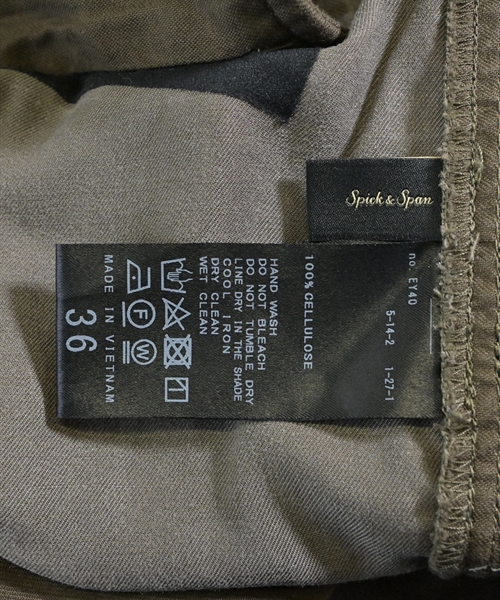 Spick & Span
no. EY40
5-14-2 1-27-1
100% CELLULOSE
HAND WASH
DO NOT BLEACH
DO NOT TUMBLE DRY
LINE DRY IN THE SHADE
COOL IRON
DRY CLEAN
WET CLEAN
F W
MADE IN VIETNAM
36